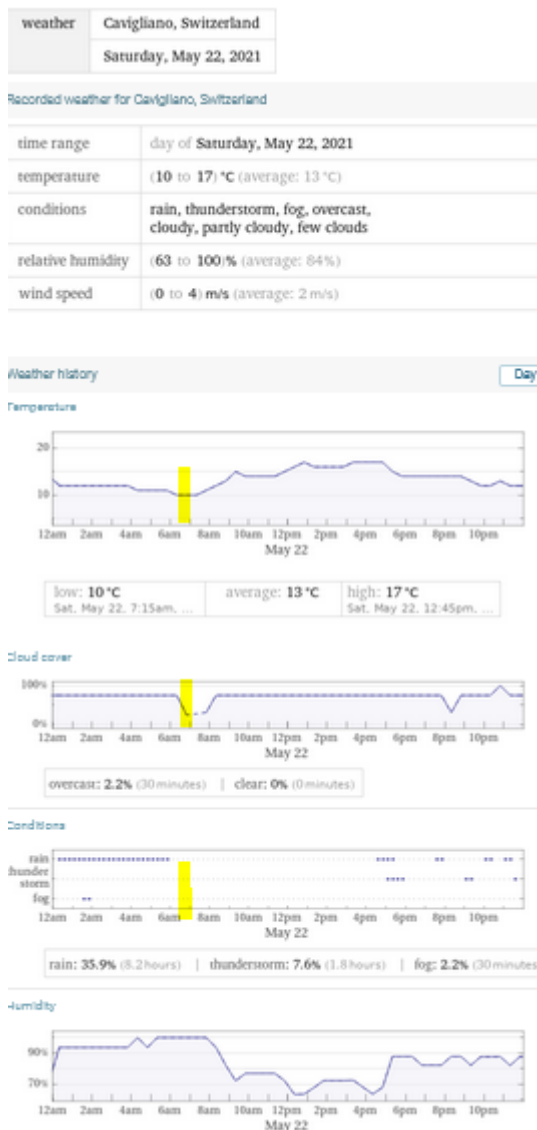 weather
Cavigliano, Switzerland
Saturday, May 22, 2021
Recorded weather for Cavigliano, Switzerland
time range
day of Saturday, May 22, 2021
temperature
(10 to 17) °C (average: 13 °C)
conditions
rain, thunderstorm, fog, overcast,
cloudy, partly cloudy, few clouds
relative humidity
(63 to 100)% (average: 84%)
wind speed
(0 to 4) m/s (average: 2 m/s)
Weather history
Day
Temperature
20
10
12am 2am 4am 6am 8am 10am 12pm 2pm 4pm 6pm 8pm 10pm
May 22
low: 10 °C average: 13 °C high: 17 °C
Sat, May 22, 7:15am, ... Sat, May 22, 12:45pm, ...
Cloud cover
100%
0%
12am 2am 4am 6am 8am 10am 12pm 2pm 4pm 6pm 8pm 10pm
May 22
overcast: 2.2% (30 minutes) | clear: 0% (0 minutes)
Conditions
rain
thunder
storm
fog
12am 2am 4am 6am 8am 10am 12pm 2pm 4pm 6pm 8pm 10pm
May 22
rain: 35.9% (8.2 hours) | thunderstorm: 7.6% (1.8 hours) | fog: 2.2% (30 minutes
Humidity
90%
70%
12am 2am 4am 6am 8am 10am 12pm 2pm 4pm 6pm 8pm 10pm
May 22